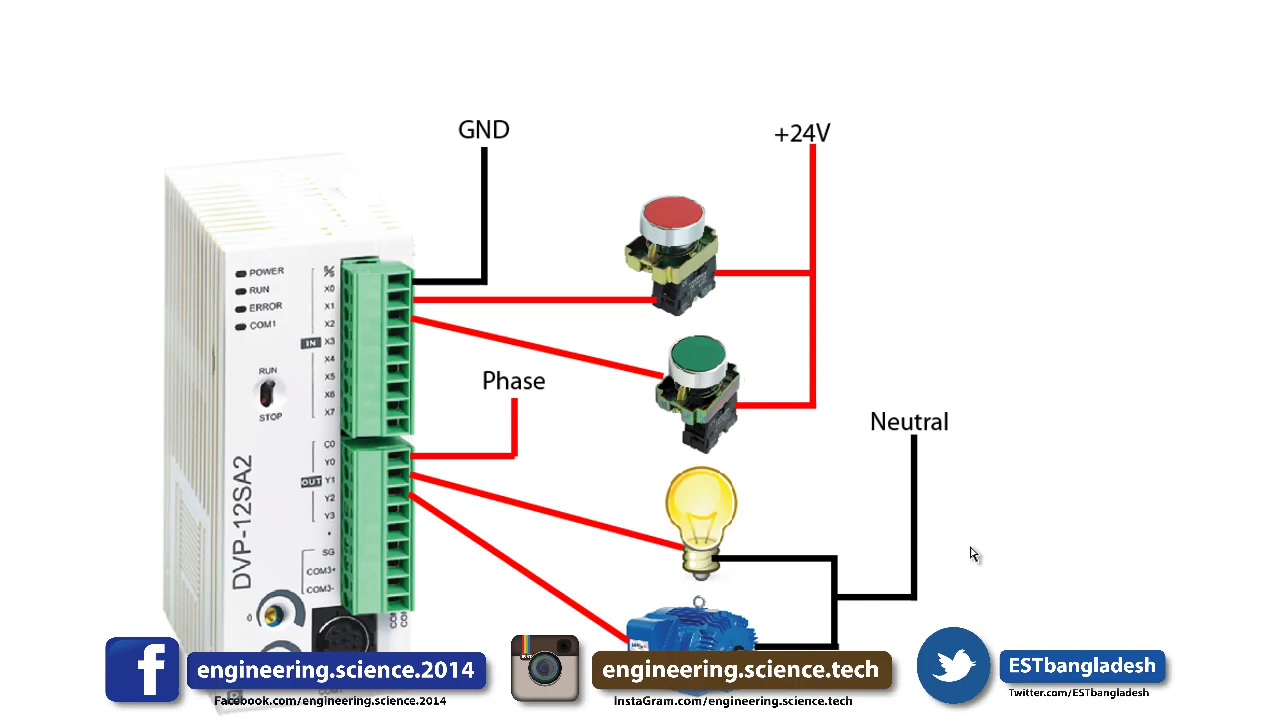 GND
+24V
POWER
RUN
ERROR
COM1
RUN
STOP
S/S
X0
X1
X2
IN
X3
X4
X5
X6
X7
Phase
Neutral
C0
Y0
OUT
Y1
Y2
Y3
SG
COM3+
COM3-
DVP-12SA2
0
engineering.science.2014
Facebook.com/engineering.science.2014
engineering.science.tech
InstaGram.com/engineering.science.tech
ESTbangladesh
Twitter.com/ESTbangladesh